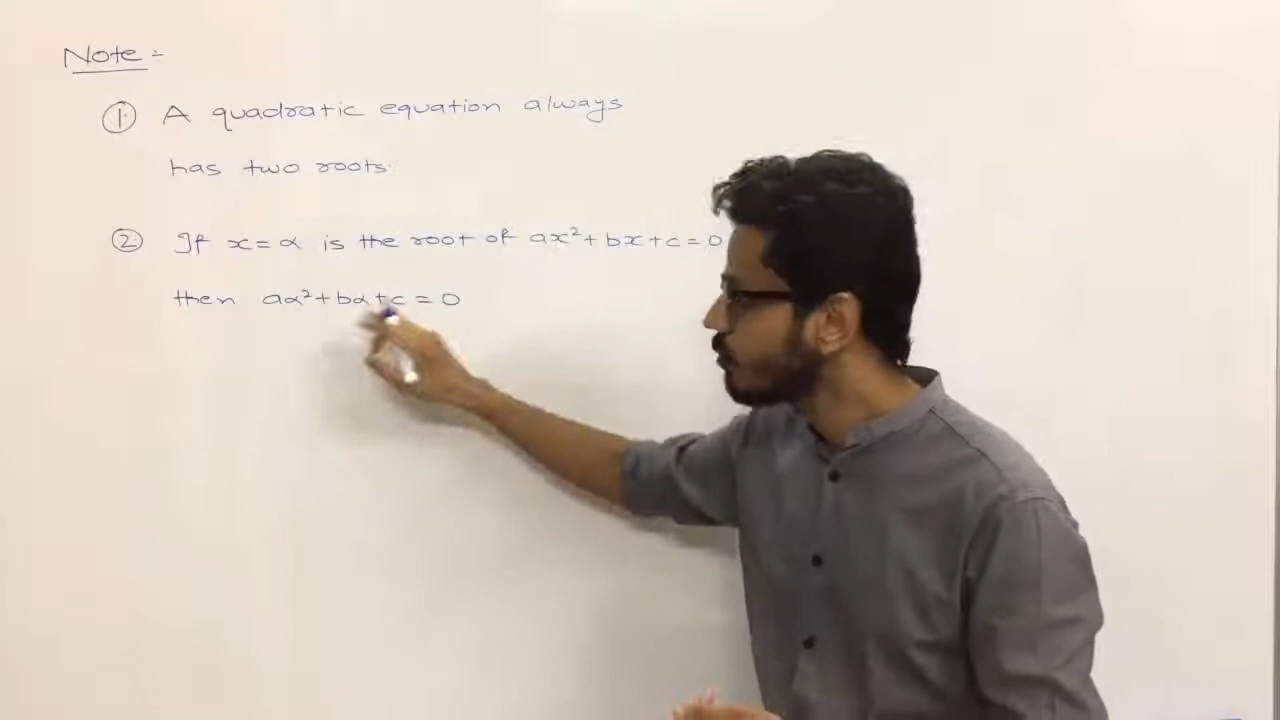 Note:-
① A quadratic equation always
has two roots.
② If x = α is the root of ax² + bx + c = 0
then aα² + bα + c = 0